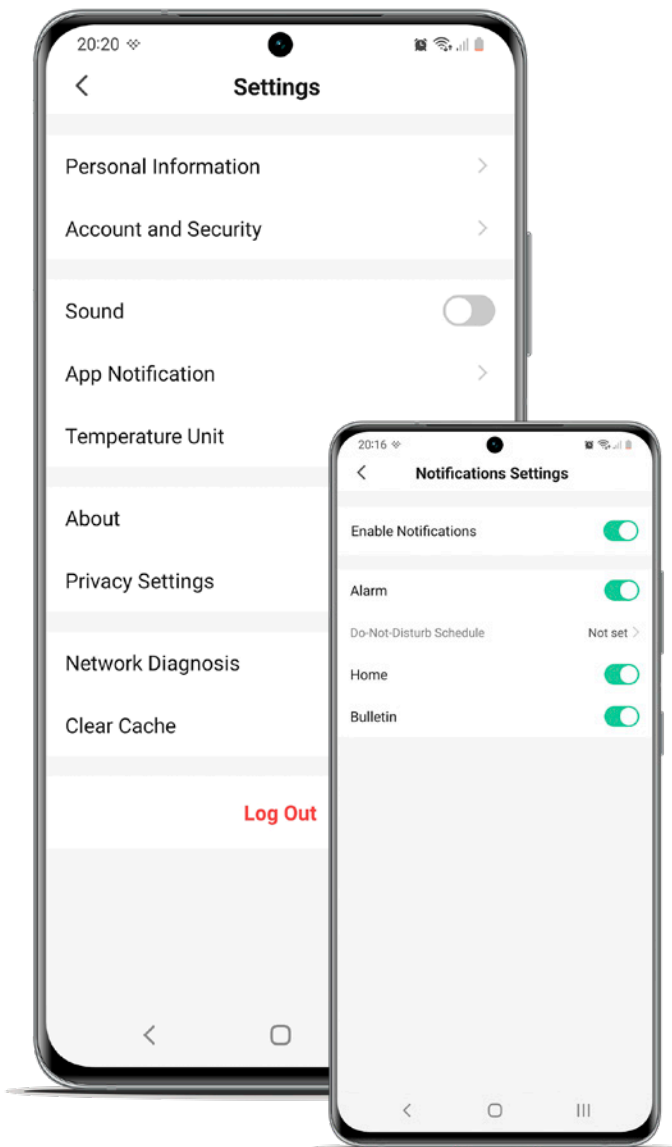 20:20
Settings
Personal Information
Account and Security
Sound
App Notification
Temperature Unit
About
Privacy Settings
Network Diagnosis
Clear Cache
Log Out
20:16
Notifications Settings
Enable Notifications
Alarm
Do-Not-Disturb Schedule Not set
Home
Bulletin